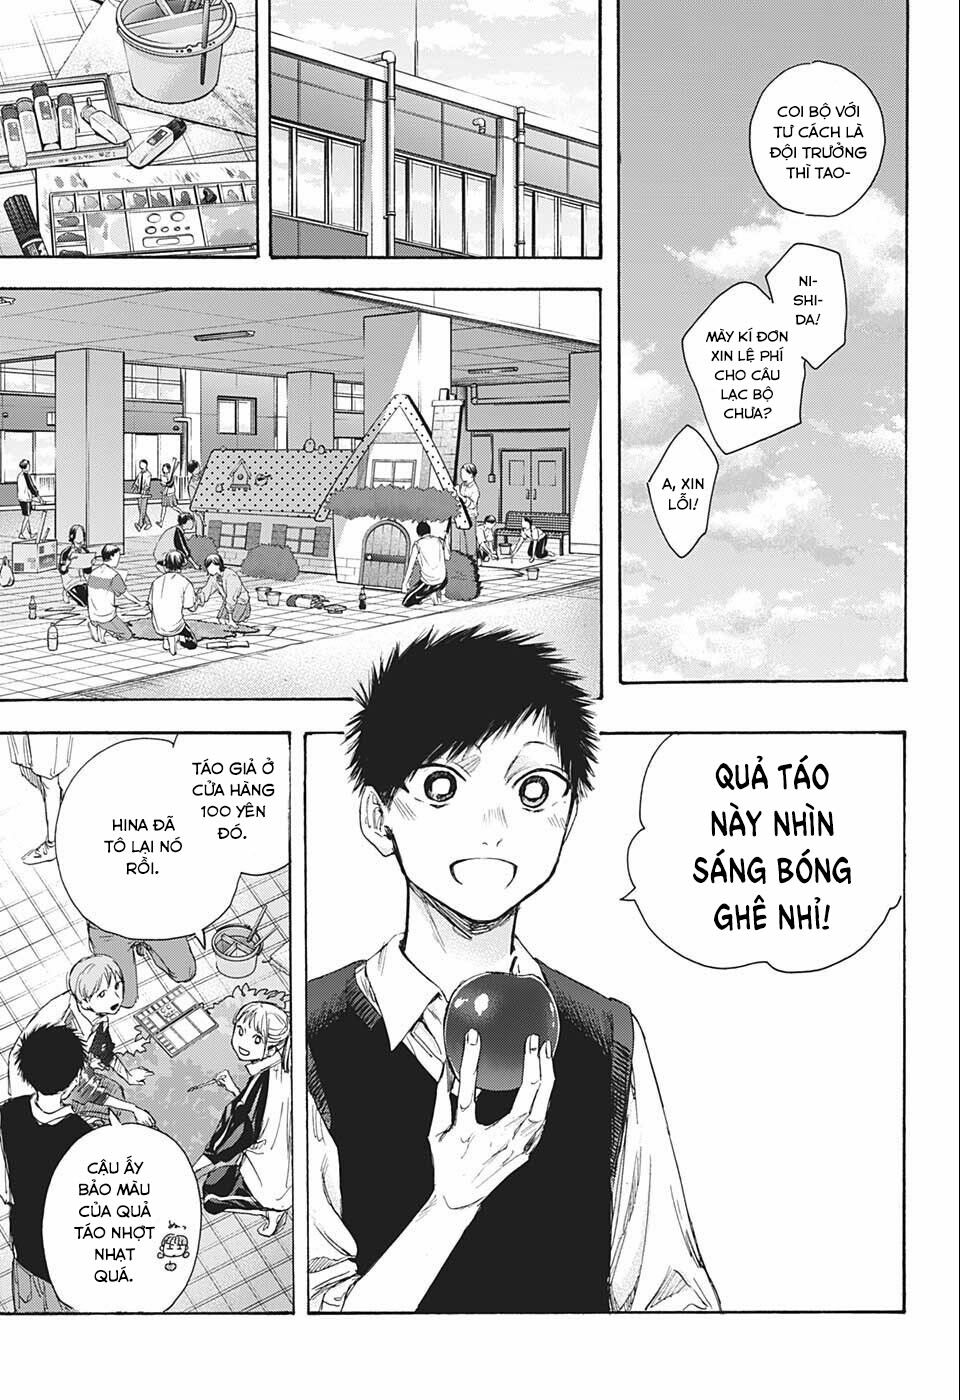 COI BỘ VỚI
TƯ CÁCH LÀ
ĐỘI TRƯỞNG
THÌ TAO-
NI-
SHI-
DA!
MÀY KÍ ĐƠN
XIN LỆ PHÍ
CHO CÂU
LẠC BỘ
CHƯA?
A, XIN
LỖI!
QUẢ TÁO
NÀY NHÌN
SÁNG BÓNG
GHÊ NHỈ!
TÁO GIẢ Ở
CỬA HÀNG
100 YÊN
ĐÓ.
HINA ĐÃ
TÔ LẠI NÓ
RỒI.
CẬU ẤY
BẢO MÀU
CỦA QUẢ
TÁO NHỢT
NHẠT
QUÁ.